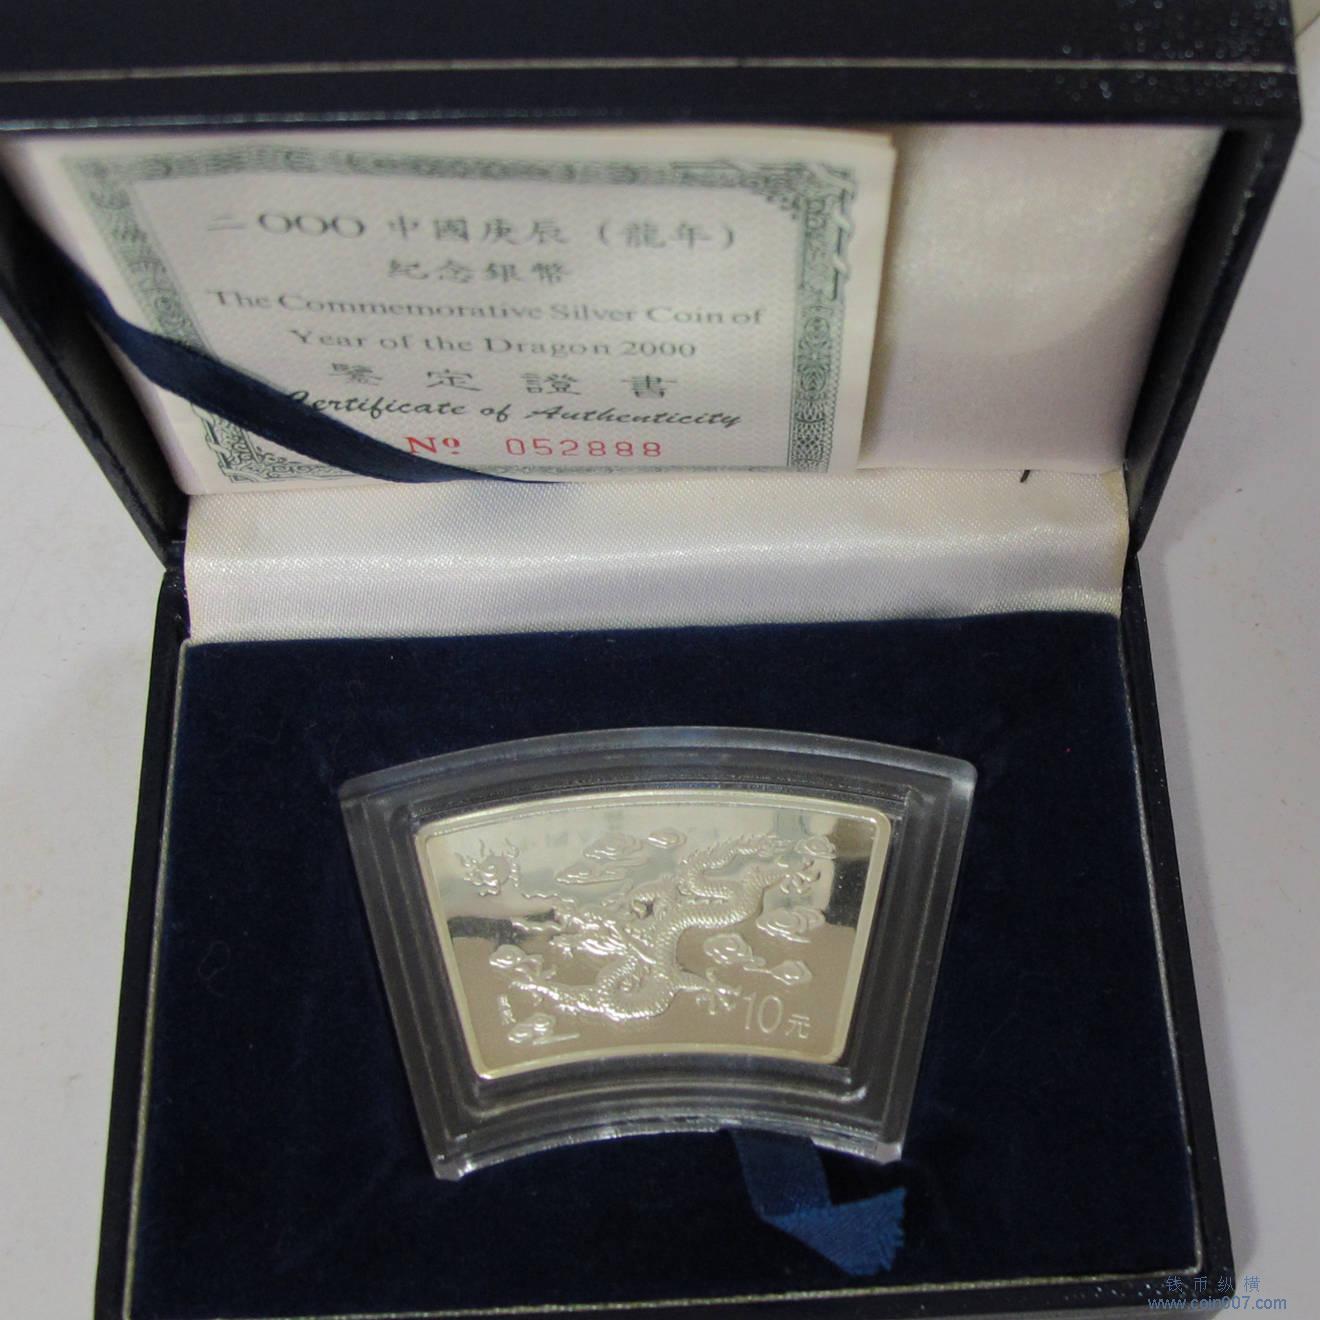 二OOO 中國庚辰（龍年）
紀念銀幣
The Commemorative Silver Coin of
Year of the Dragon 2000
鑒定證書
Certificate of Authenticity
Nº 052888
10元
钱币纵横
www.coin007.com